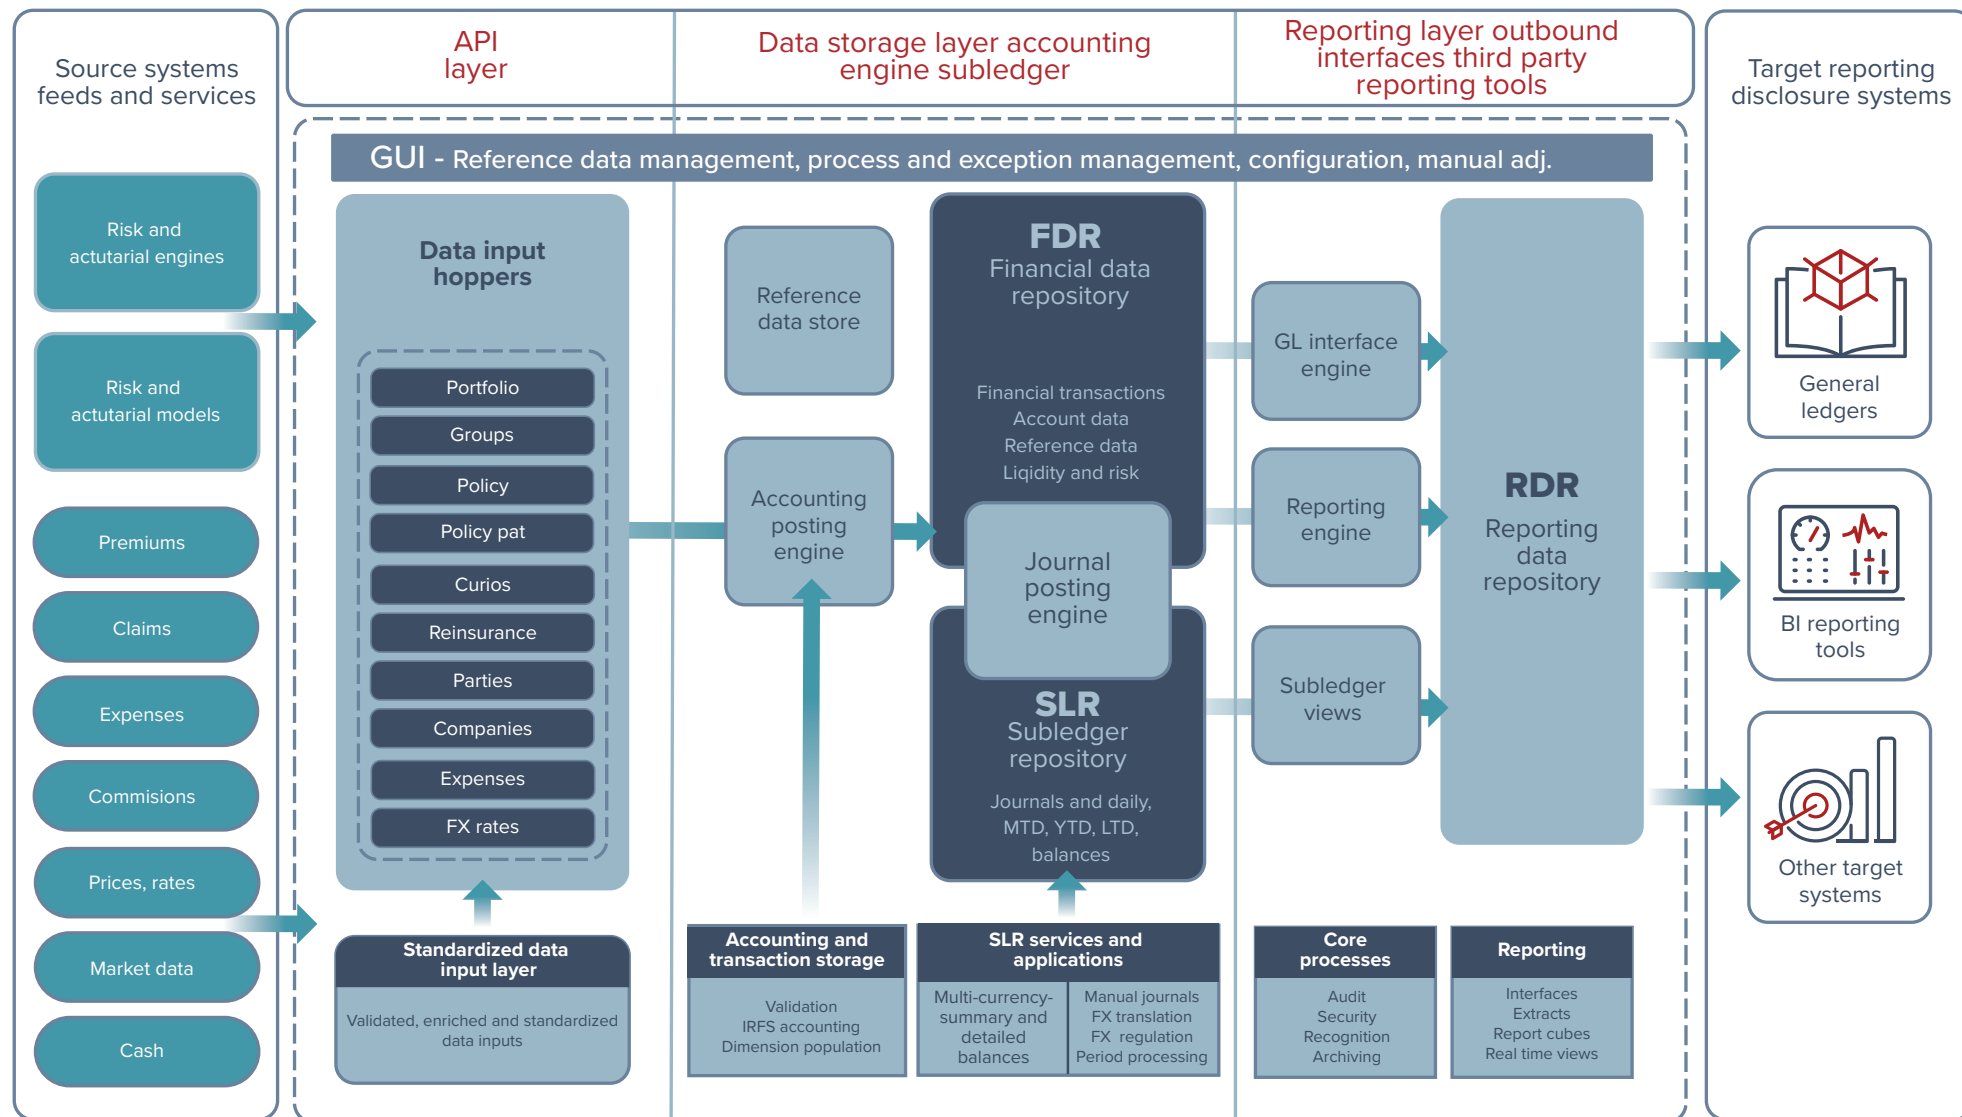 Source systems
feeds and services
Risk and
actutarial engines
Risk and
actutarial models
Premiums
Claims
Expenses
Commisions
Prices, rates
Market data
Cash
API
layer
Data storage layer accounting
engine subledger
Reporting layer outbound
interfaces third party
reporting tools
GUI - Reference data management, process and exception management, configuration, manual adj.
Data input
hoppers
Portfolio
Groups
Policy
Policy pat
Curios
Reinsurance
Parties
Companies
Expenses
FX rates
Standardized data
input layer
Validated, enriched and standardized
data inputs
Reference
data store
Accounting
posting
engine
Accounting and
transaction storage
Validation
IRFS accounting
Dimension population
FDR
Financial data
repository
Financial transactions
Account data
Reference data
Liqidity and risk
Journal
posting
engine
SLR
Subledger
repository
Journals and daily,
MTD, YTD, LTD,
balances
SLR services and
applications
Multi-currency-
summary and
detailed
balances
Manual journals
FX translation
FX regulation
Period processing
GL interface
engine
Reporting
engine
Subledger
views
RDR
Reporting
data
repository
Core
processes
Audit
Security
Recognition
Archiving
Reporting
Interfaces
Extracts
Report cubes
Real time views
Target reporting
disclosure systems
General
ledgers
BI reporting
tools
Other target
systems